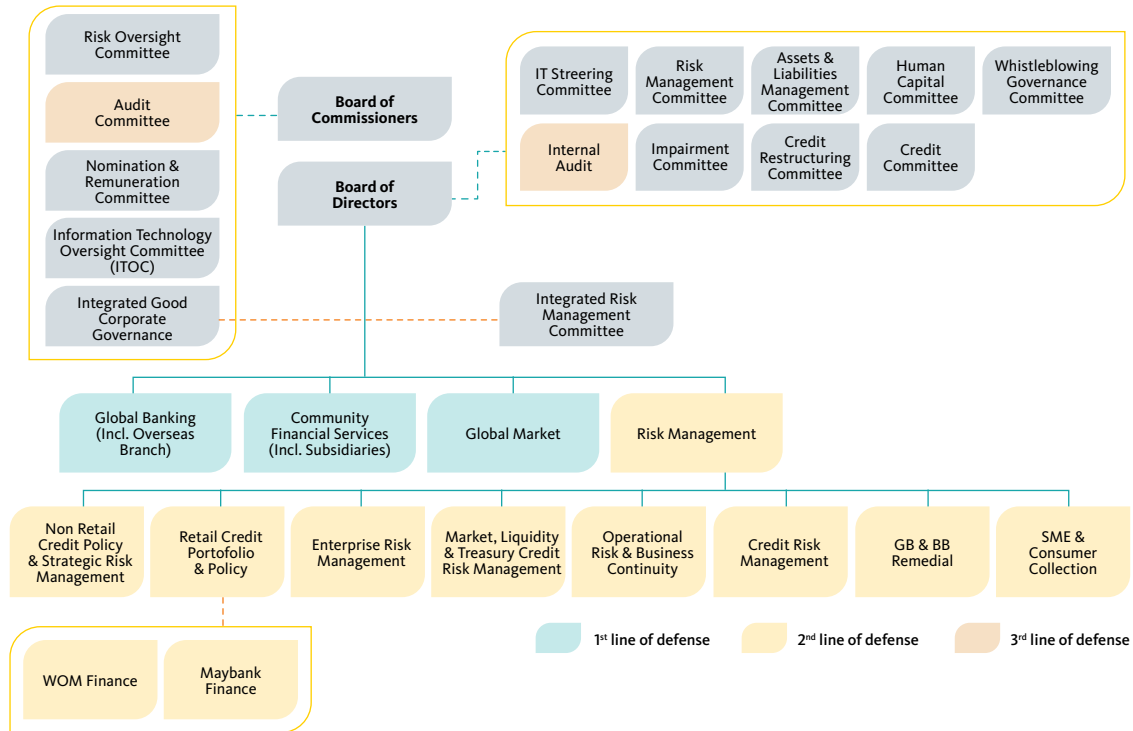 Risk Oversight
Committee
Audit
Committee
Nomination &
Remuneration
Committee
Information Technology
Oversight Committee
(ITOC)
Integrated Good
Corporate
Governance
Board of
Commissioners
Board of
Directors
IT Streering
Committee
Risk
Management
Committee
Assets &
Liabilities
Management
Committee
Human
Capital
Committee
Whistleblowing
Governance
Committee
Internal
Audit
Impairment
Committee
Credit
Restructuring
Committee
Credit
Committee
Integrated Risk
Management
Committee
Global Banking
(Incl. Overseas
Branch)
Community
Financial Services
(Incl. Subsidiaries)
Global Market
Risk Management
Non Retail
Credit Policy
& Strategic Risk
Management
Retail Credit
Portofolio
& Policy
Enterprise Risk
Management
Market, Liquidity
& Treasury Credit
Risk Management
Operational
Risk & Business
Continuity
Credit Risk
Management
GB & BB
Remedial
SME &
Consumer
Collection
WOM Finance
Maybank
Finance
1st line of defense
2nd line of defense
3rd line of defense